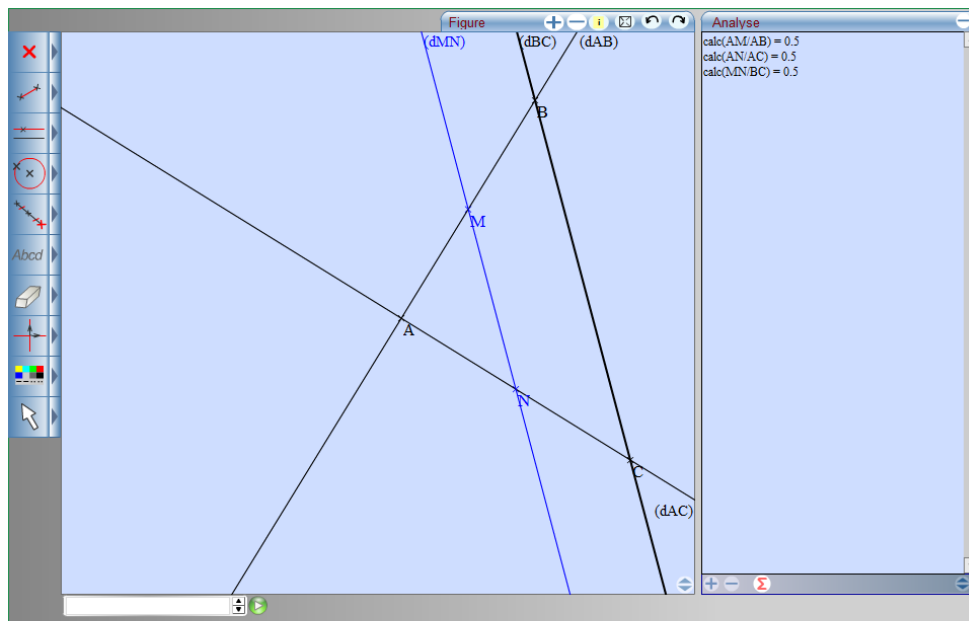 Figure
Analyse
i
Abcd
(dMN)
(dBC)
(dAB)
B
M
A
N
C
(dAC)
calc(AM/AB) = 0.5
calc(AN/AC) = 0.5
calc(MN/BC) = 0.5
Σ